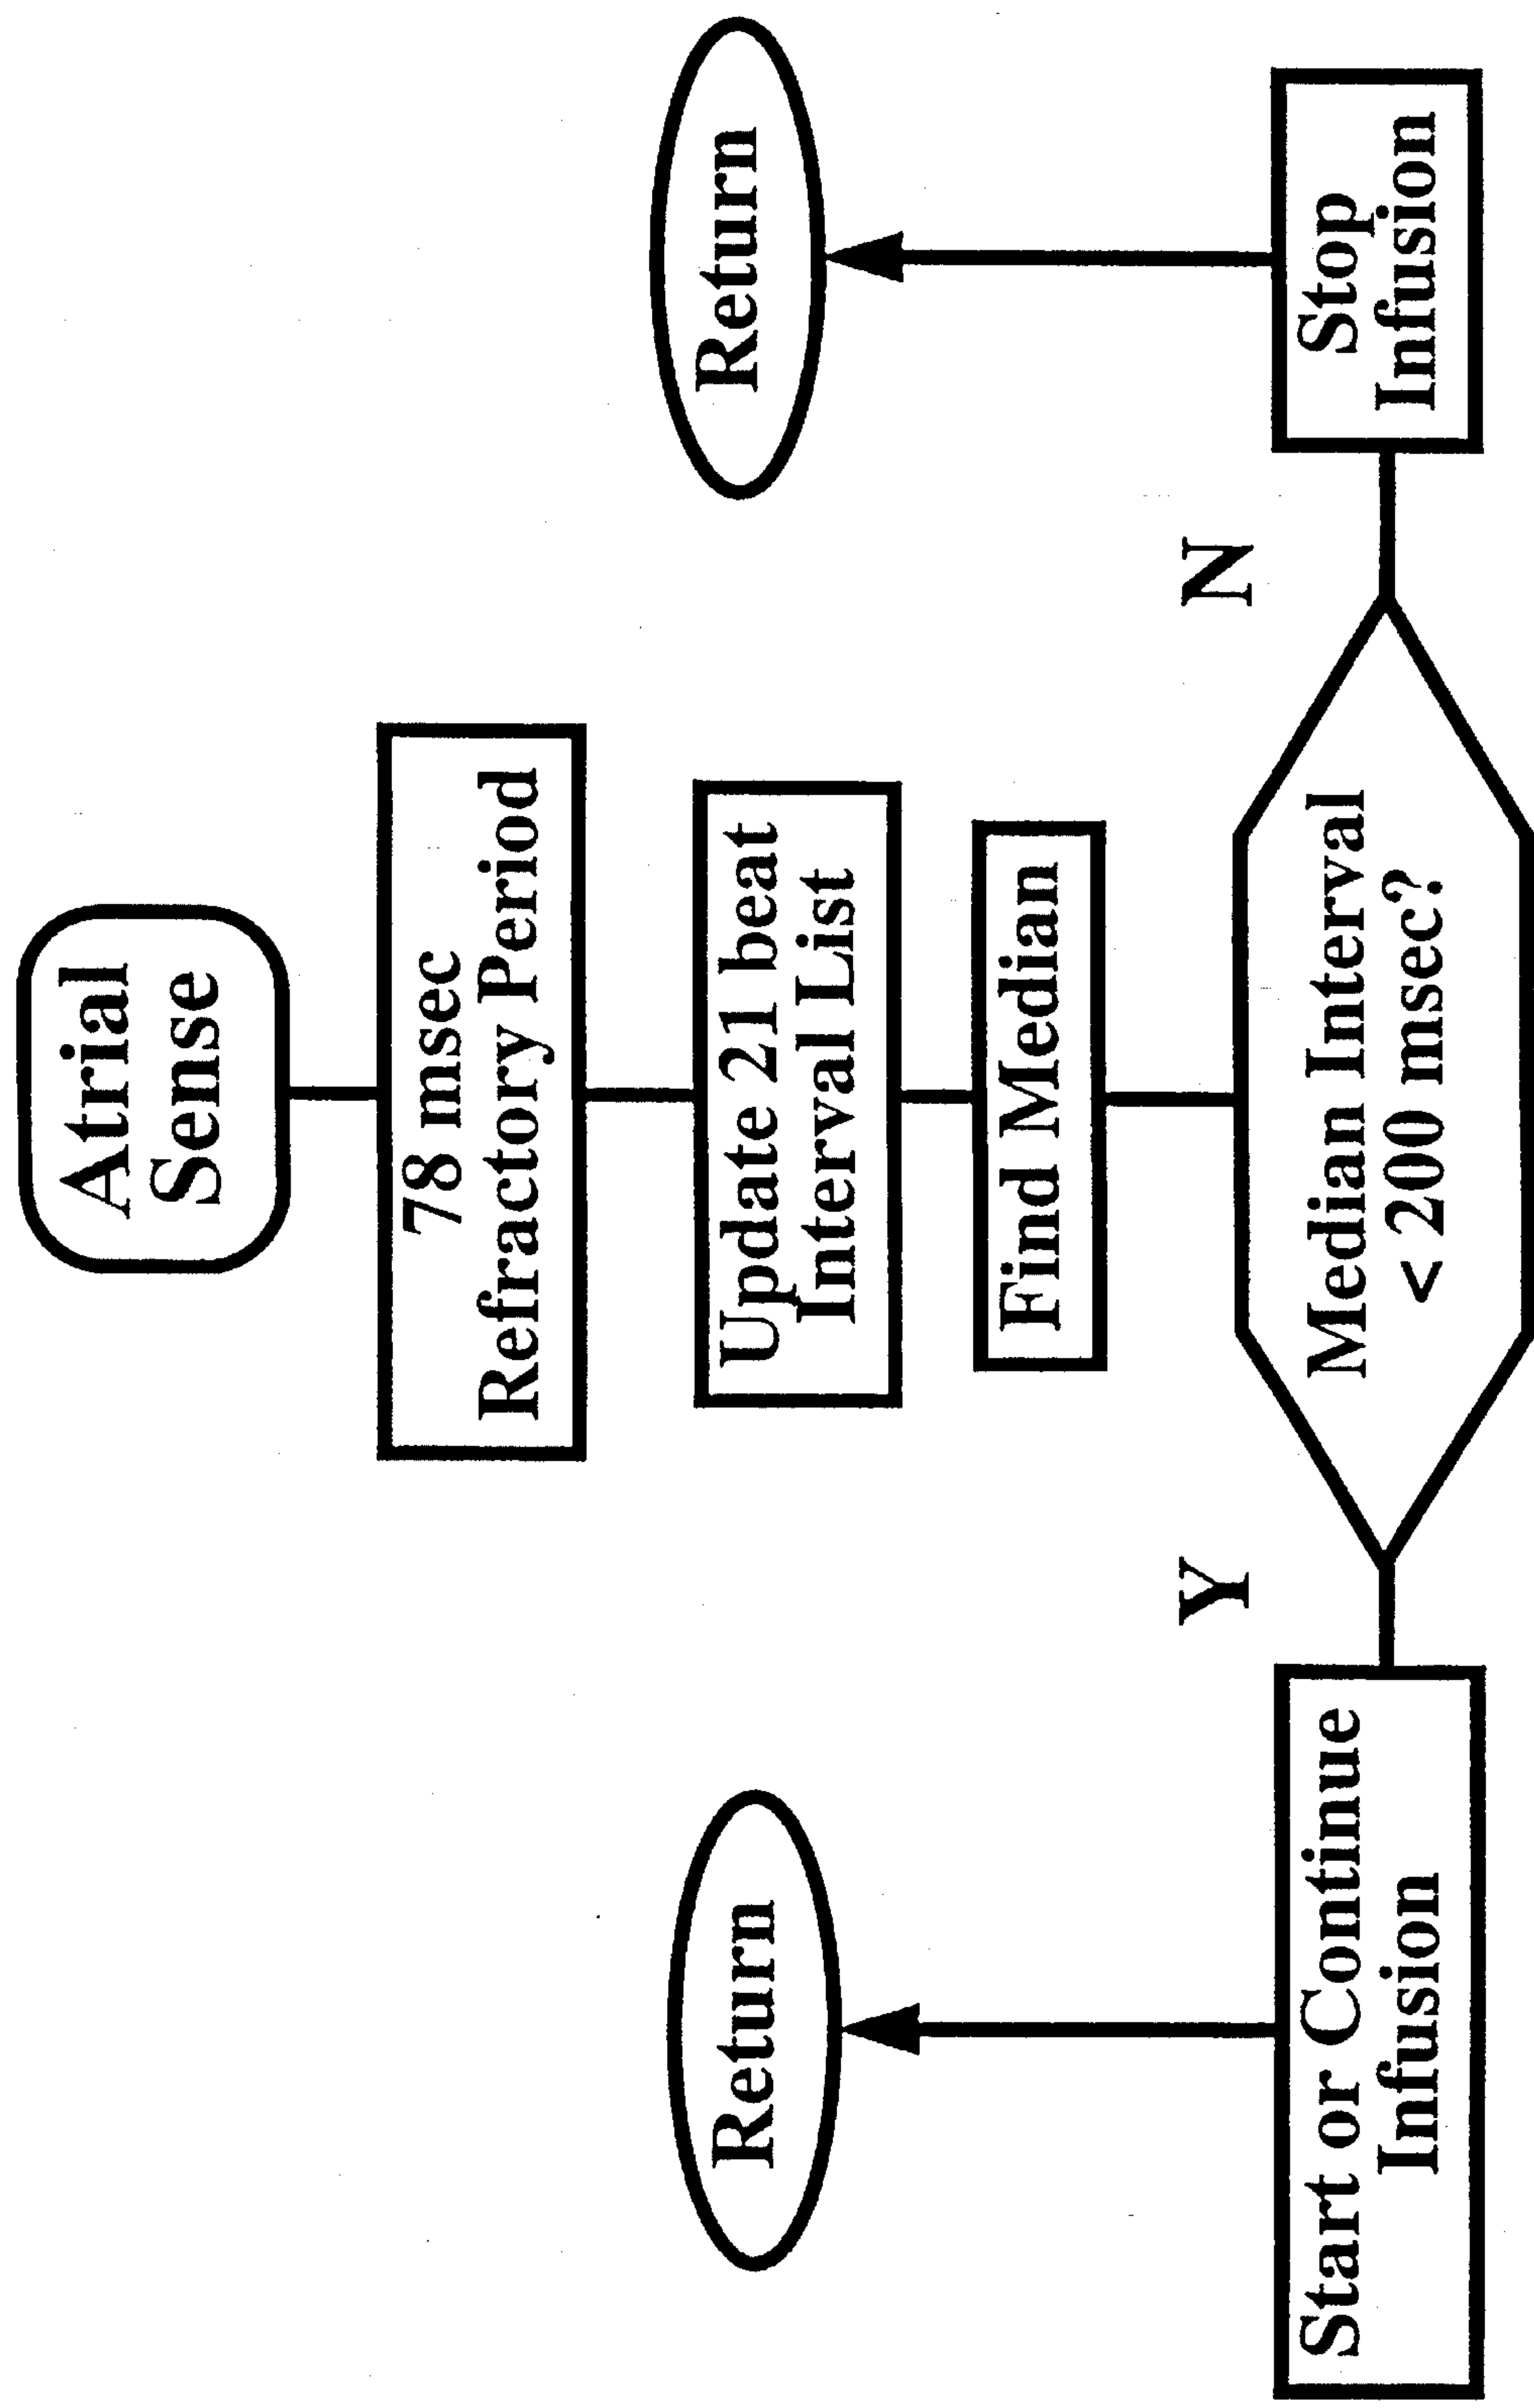 Atrial
Sense
78 msec
Refractory Period
Update 21 beat
Interval List
Find Median
Median Interval
< 200 msec?
Y
N
Start or Continue
Infusion
Stop
Infusion
Return
Return